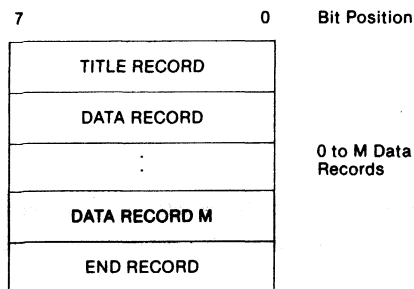 7 0 Bit Position
TITLE RECORD
DATA RECORD
0 to M Data
Records
DATA RECORD M
END RECORD